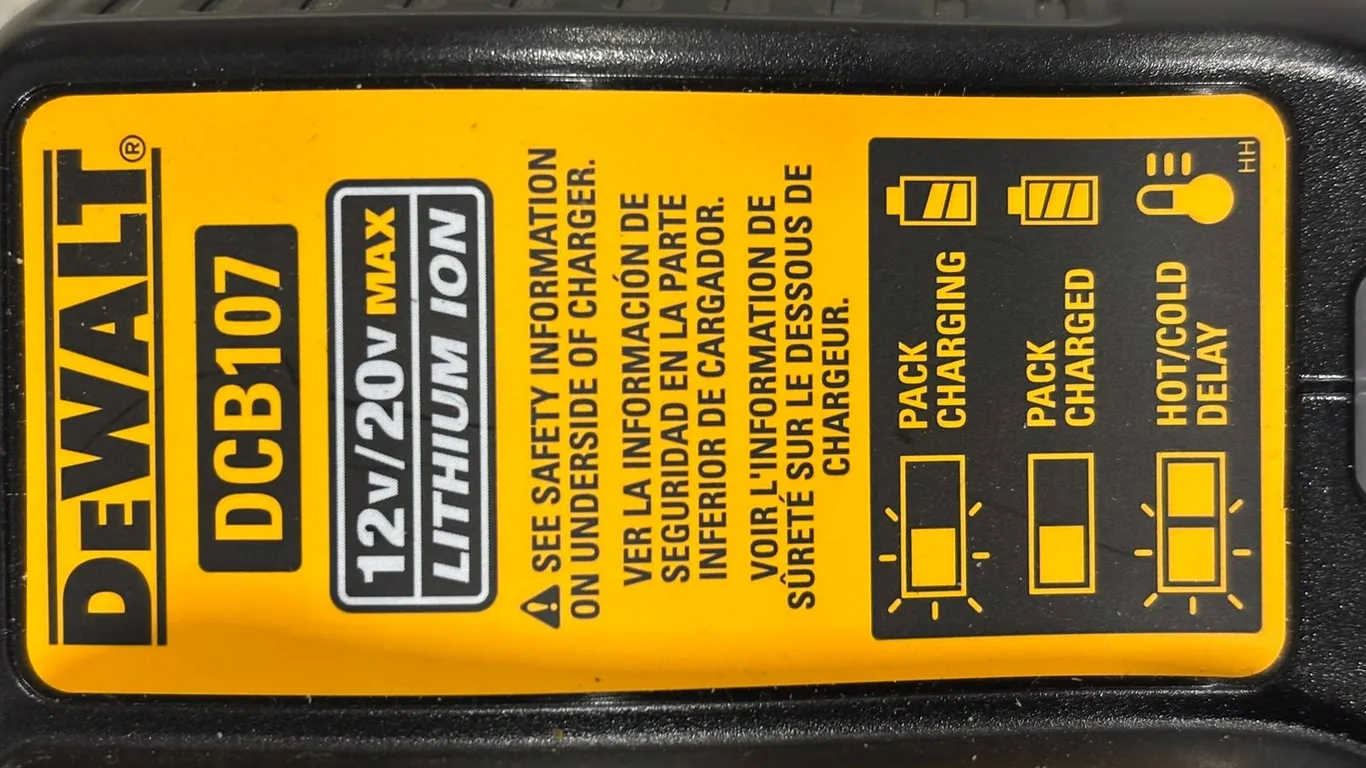 DEWALT®
DCB107
12V/20V MAX
LITHIUM ION
SEE SAFETY INFORMATION
ON UNDERSIDE OF CHARGER.
VER LA INFORMACIÓN DE
SEGURIDAD EN LA PARTE
INFERIOR DE CARGADOR.
VOIR L'INFORMATION DE
SÛRETÉ SUR LE DESSOUS DE
CHARGEUR.
PACK
CHARGING
PACK
CHARGED
HOT/COLD
DELAY
HH